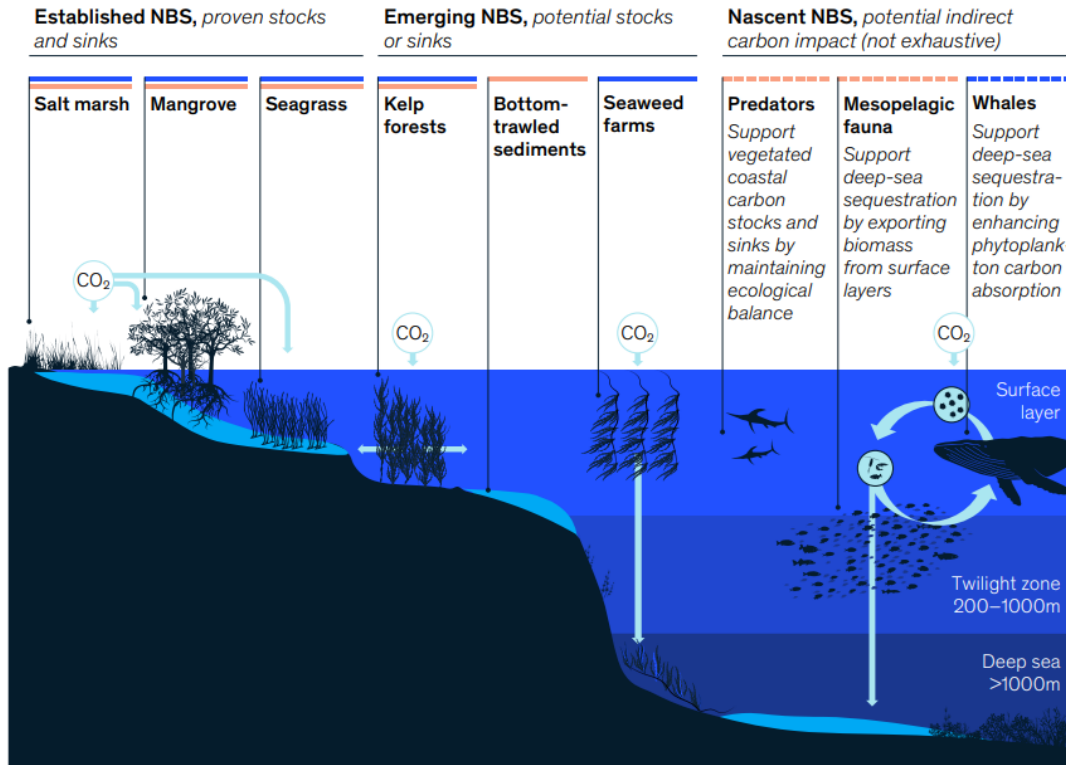 Established NBS, proven stocks
and sinks
Emerging NBS, potential stocks
or sinks
Nascent NBS, potential indirect
carbon impact (not exhaustive)
Salt marsh
Mangrove
Seagrass
Kelp
forests
Bottom-
trawled
sediments
Seaweed
farms
Predators
Support
vegetated
coastal
carbon
stocks and
sinks by
maintaining
ecological
balance
Mesopelagic
fauna
Support
deep-sea
sequestration
by exporting
biomass
from surface
layers
Whales
Support
deep-sea
sequestra-
tion by
enhancing
phytoplank-
ton carbon
absorption
CO₂
CO₂
CO₂
CO₂
Surface
layer
Twilight zone
200–1000m
Deep sea
>1000m